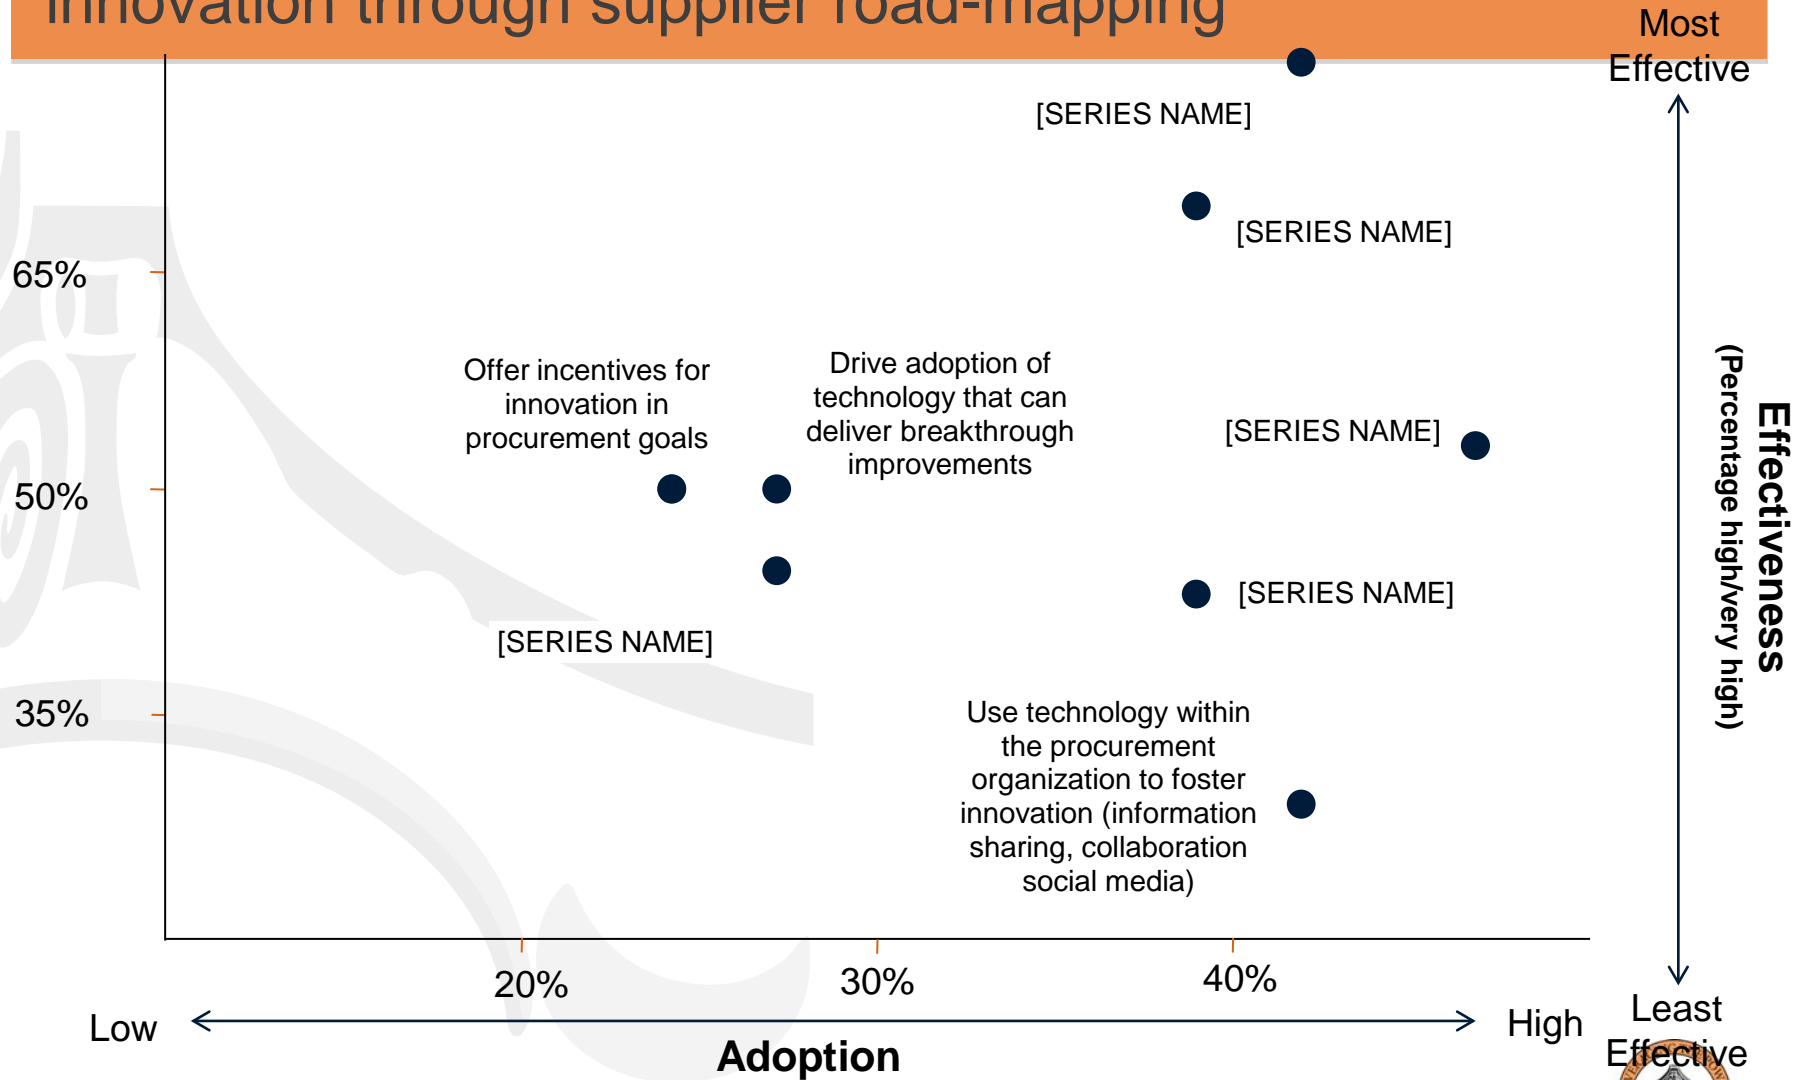 innovation through supplier road-mapping
Most
Effective
[SERIES NAME]
[SERIES NAME]
65%
Offer incentives for
innovation in
procurement goals
Drive adoption of
technology that can
deliver breakthrough
improvements
[SERIES NAME]
50%
[SERIES NAME]
[SERIES NAME]
35%
Use technology within
the procurement
organization to foster
innovation (information
sharing, collaboration
social media)
Effectiveness
(Percentage high/very high)
20%
30%
40%
Low
High
Adoption
Least
Effective